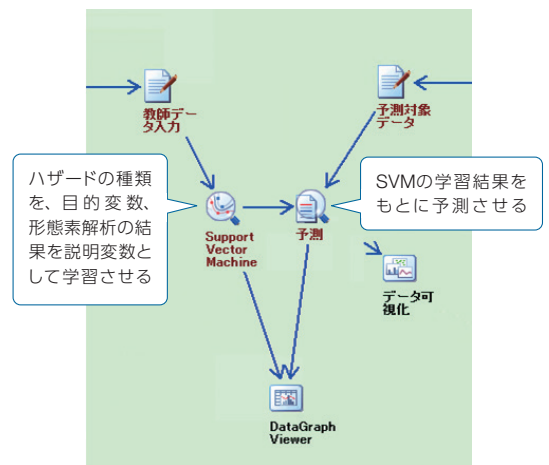 教師デー
タ入力
予測対象
データ
ハザードの種類
を、目的変数、
形態素解析の結
果を説明変数と
して学習させる
SVMの学習結果を
もとに予測させる
Support
Vector
Machine
予測
データ可
視化
DataGraph
Viewer